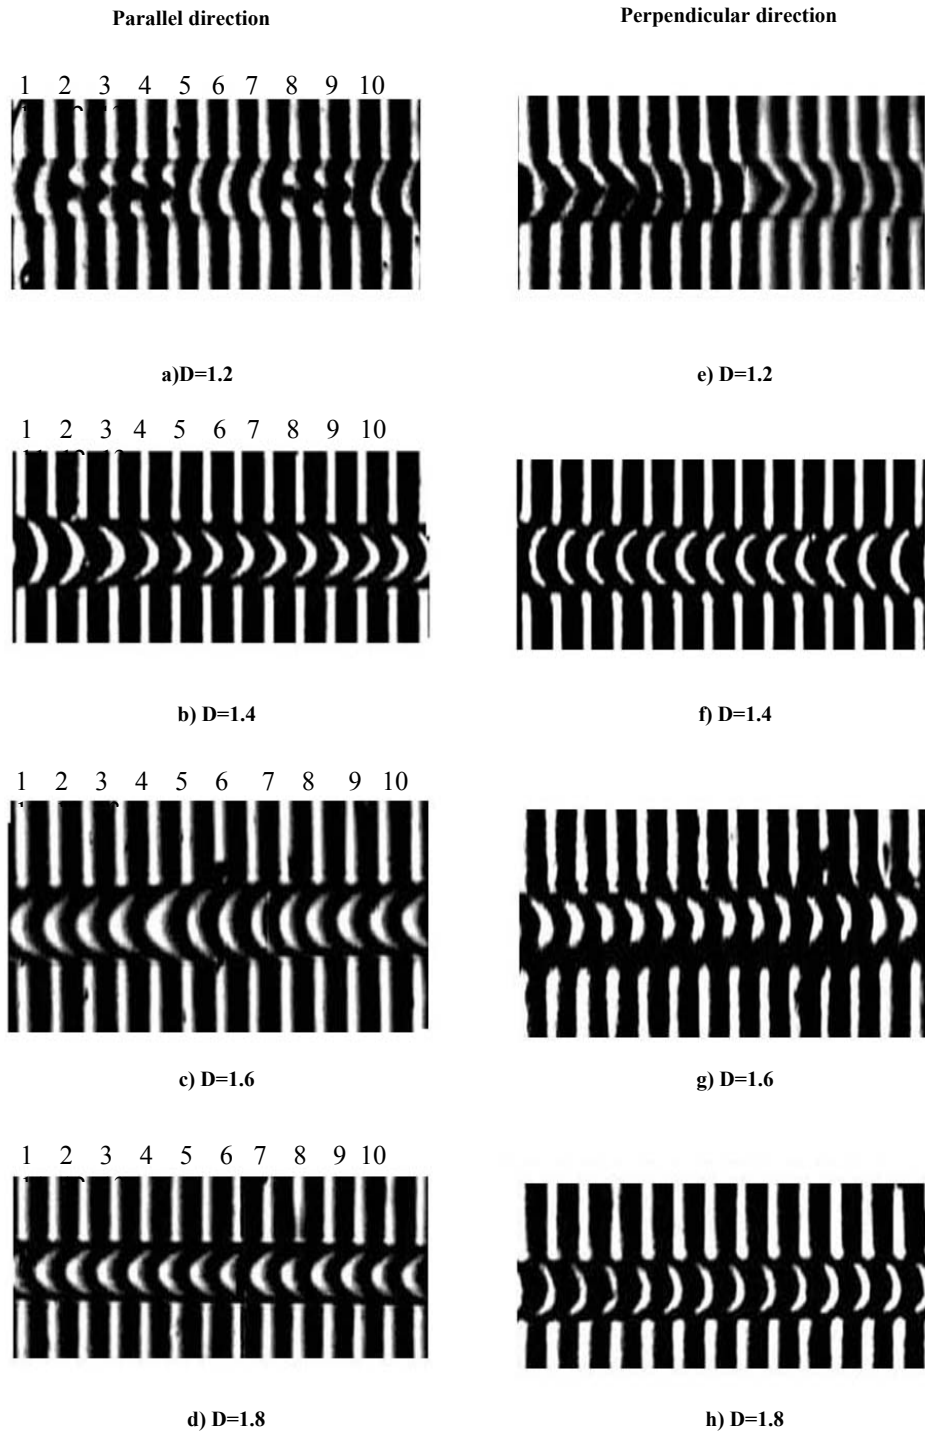 Parallel direction
Perpendicular direction
1 2 3 4 5 6 7 8 9 10
a)D=1.2
e) D=1.2
1 2 3 4 5 6 7 8 9 10
b) D=1.4
f) D=1.4
1 2 3 4 5 6 7 8 9 10
c) D=1.6
g) D=1.6
1 2 3 4 5 6 7 8 9 10
d) D=1.8
h) D=1.8